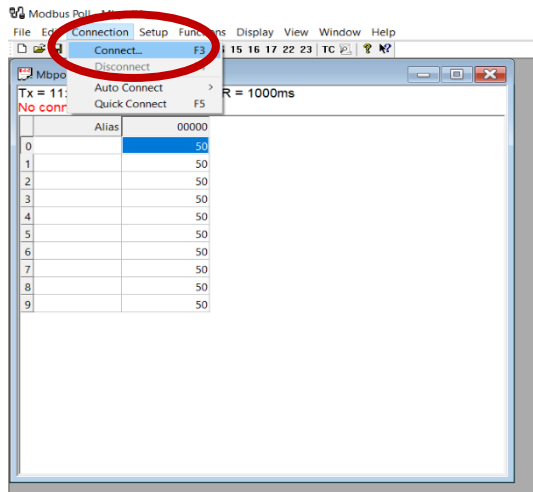 Modbus Poll
File Connection Setup Functions Display View Window Help
15 16 17 22 23 TC
Connect... F3
Disconnect
Auto Connect >
Quick Connect F5
Tx = 11: R = 1000ms
No conn
Alias 00000
0 50
1 50
2 50
3 50
4 50
5 50
6 50
7 50
8 50
9 50